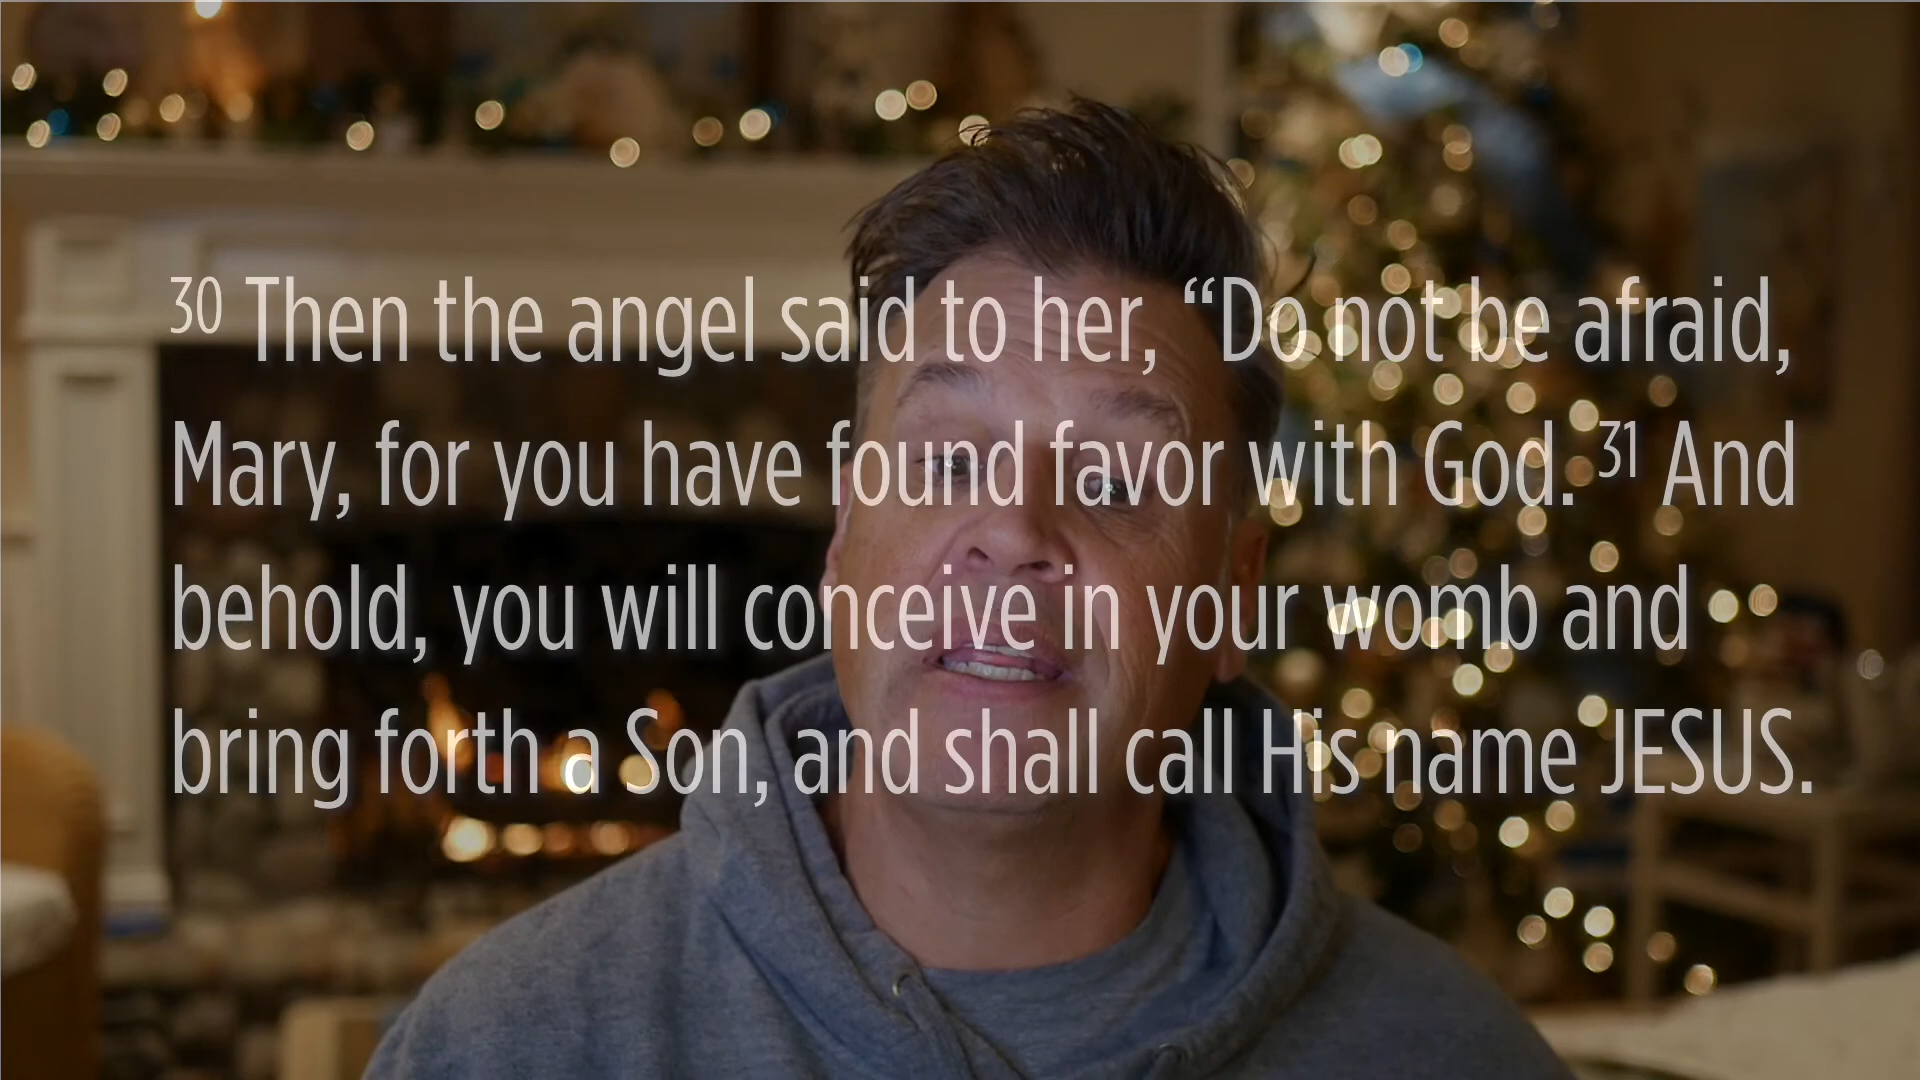 30 Then the angel said to her, “Do not be afraid,
Mary, for you have found favor with God. 31 And
behold, you will conceive in your womb and
bring forth a Son, and shall call His name JESUS.